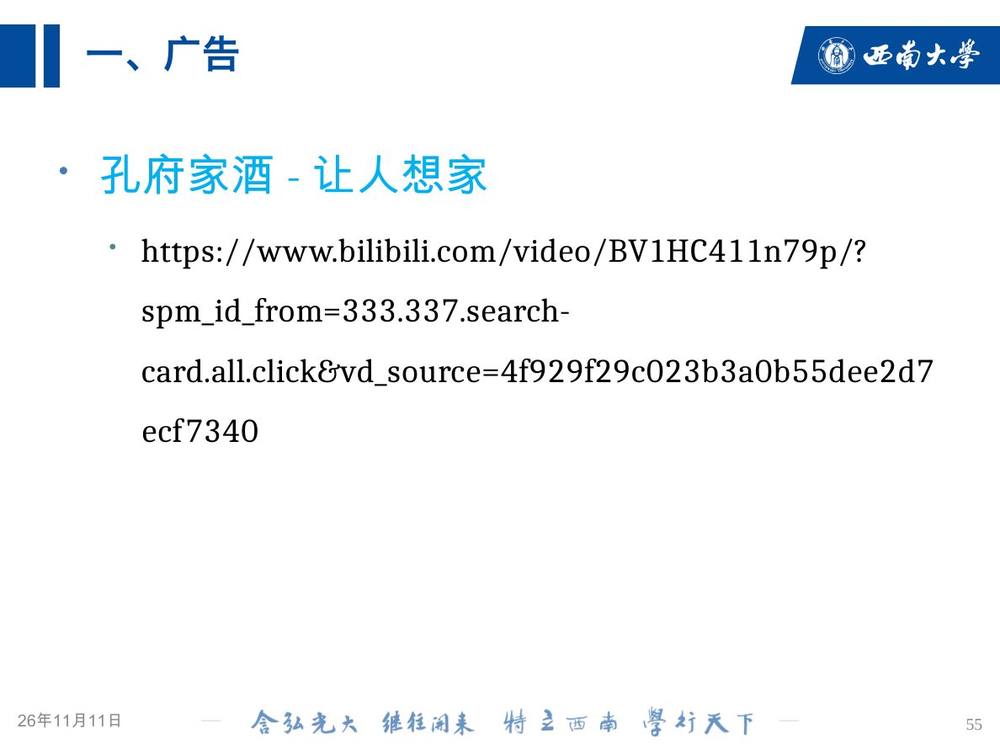 一、广告
西南大学
• 孔府家酒 - 让人想家
• https://www.bilibili.com/video/BV1HC411n79p/?
spm_id_from=333.337.search-
card.all.click&vd_source=4f929f29c023b3a0b55dee2d7
ecf7340
26年11月11日
含弘光大 继往开来 特立西南 學行天下
55